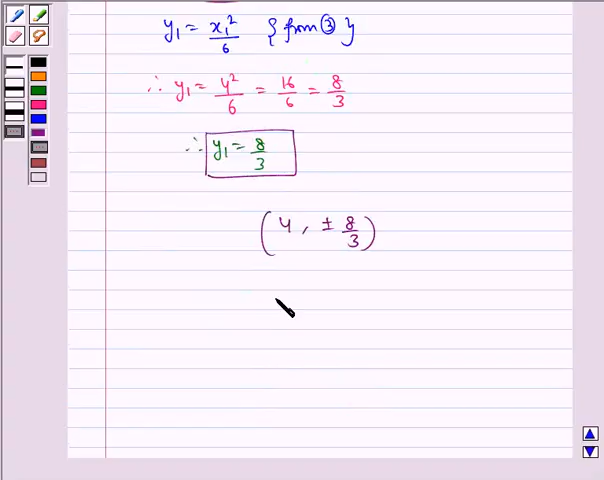 y₁ = x₁²/6 { from ③ }
∴ y₁ = 4²/6 = 16/6 = 8/3
∴ y₁ = 8/3
(4, ± 8/3)